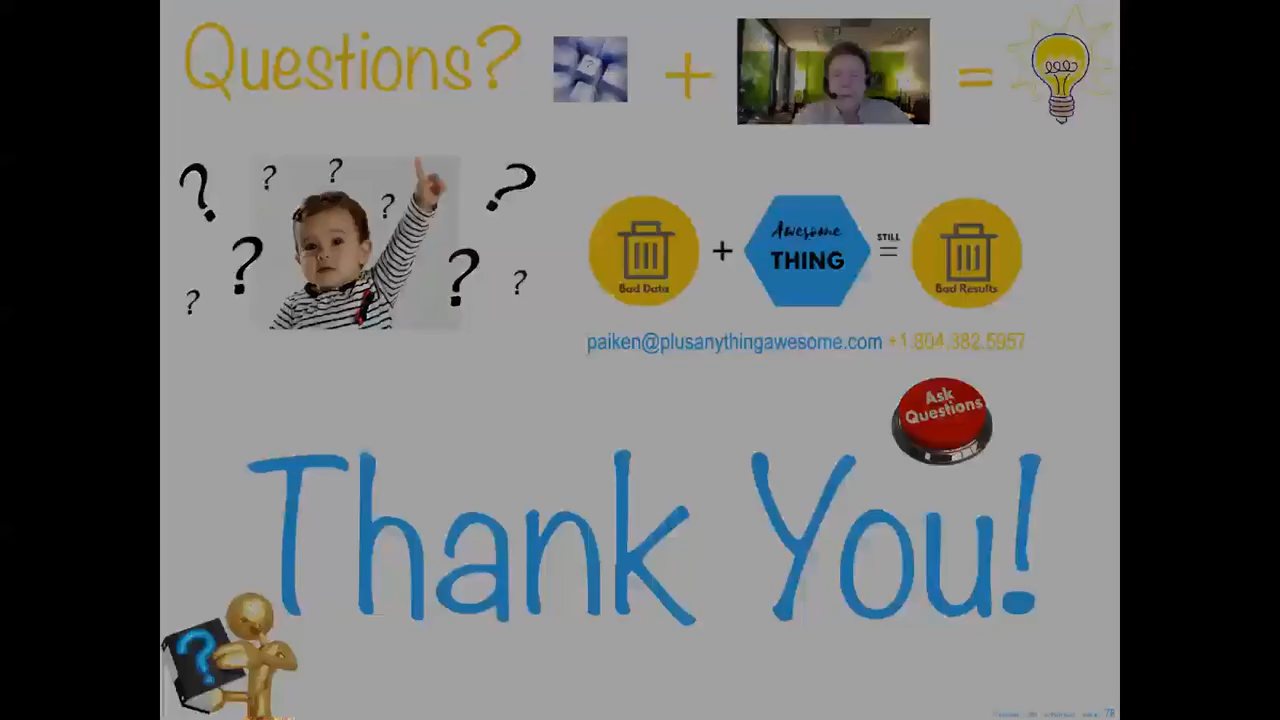 Questions?
?
+
=
? ? ? ? ?
? ? ? ?
Bad Data
+
Awesome
THING
STILL
=
Bad Results
paiken@plusanythingawesome.com +1.804.382.5957
Ask
Questions
Thank You!
?
78